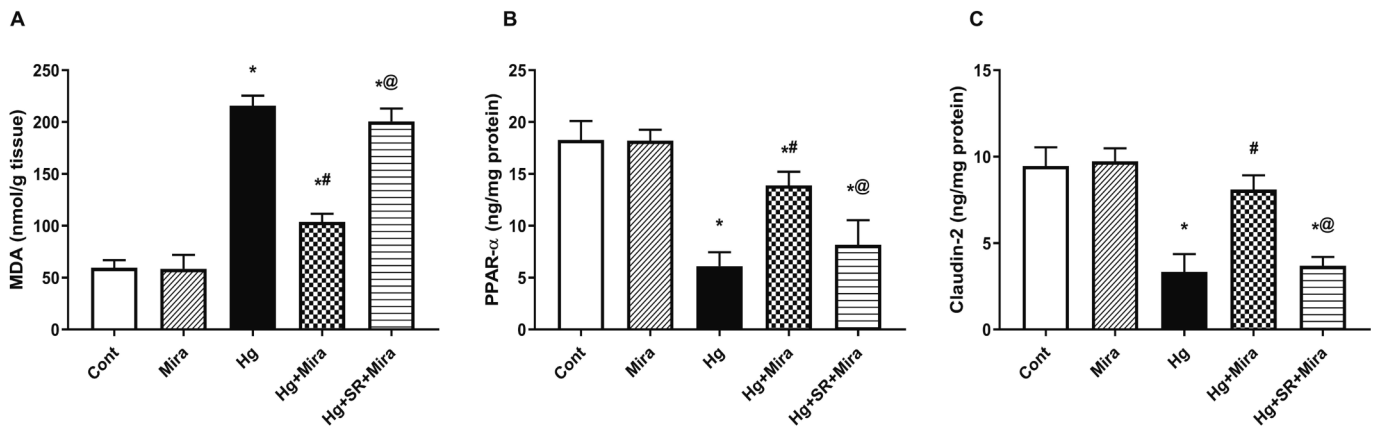 A
MDA (nmol/g tissue)
250
200
150
100
50
0
*
*#
*@
Cont
Mira
Hg
Hg+Mira
Hg+SR+Mira
B
PPAR-α (ng/mg protein)
25
20
15
10
5
0
*
*#
*@
Cont
Mira
Hg
Hg+Mira
Hg+SR+Mira
C
Claudin-2 (ng/mg protein)
15
10
5
0
*
#
*@
Cont
Mira
Hg
Hg+Mira
Hg+SR+Mira